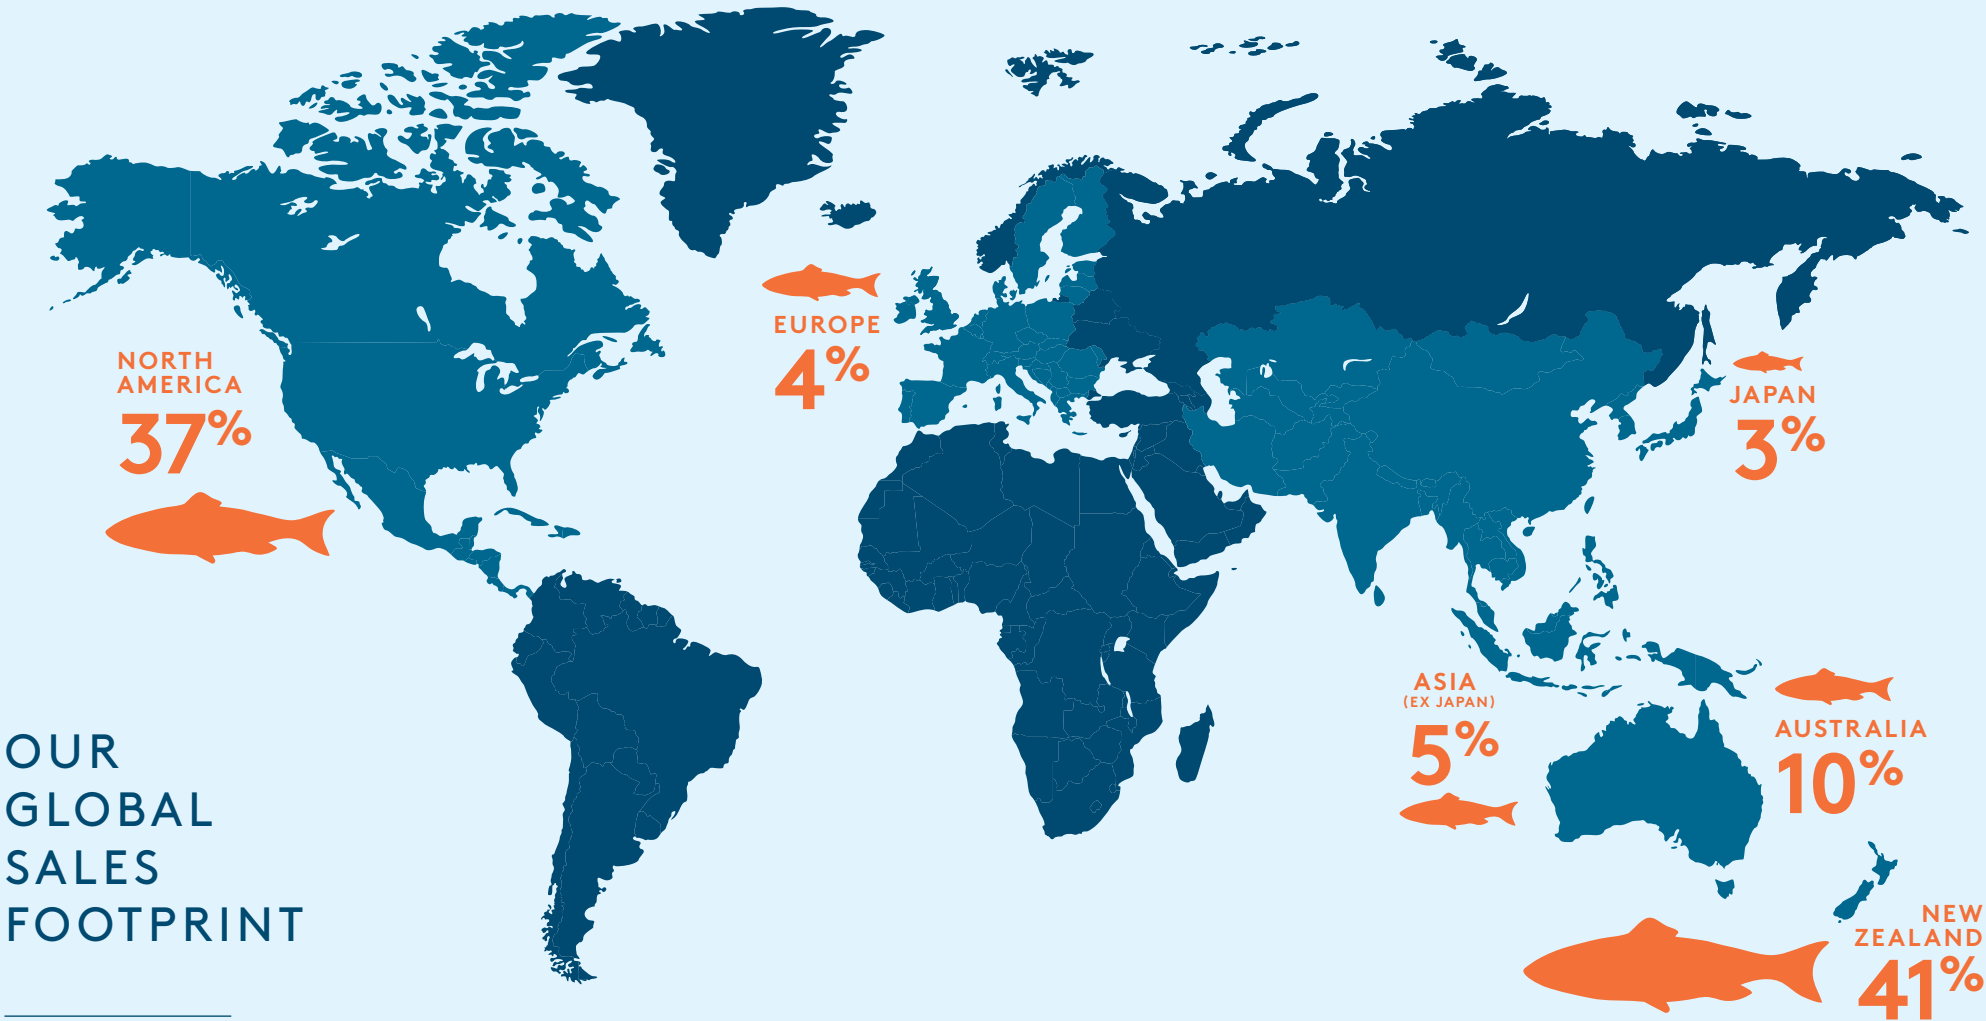 NORTH
AMERICA
37%
EUROPE
4%
JAPAN
3%
ASIA
(EX JAPAN)
5%
AUSTRALIA
10%
NEW
ZEALAND
41%
OUR
GLOBAL
SALES
FOOTPRINT